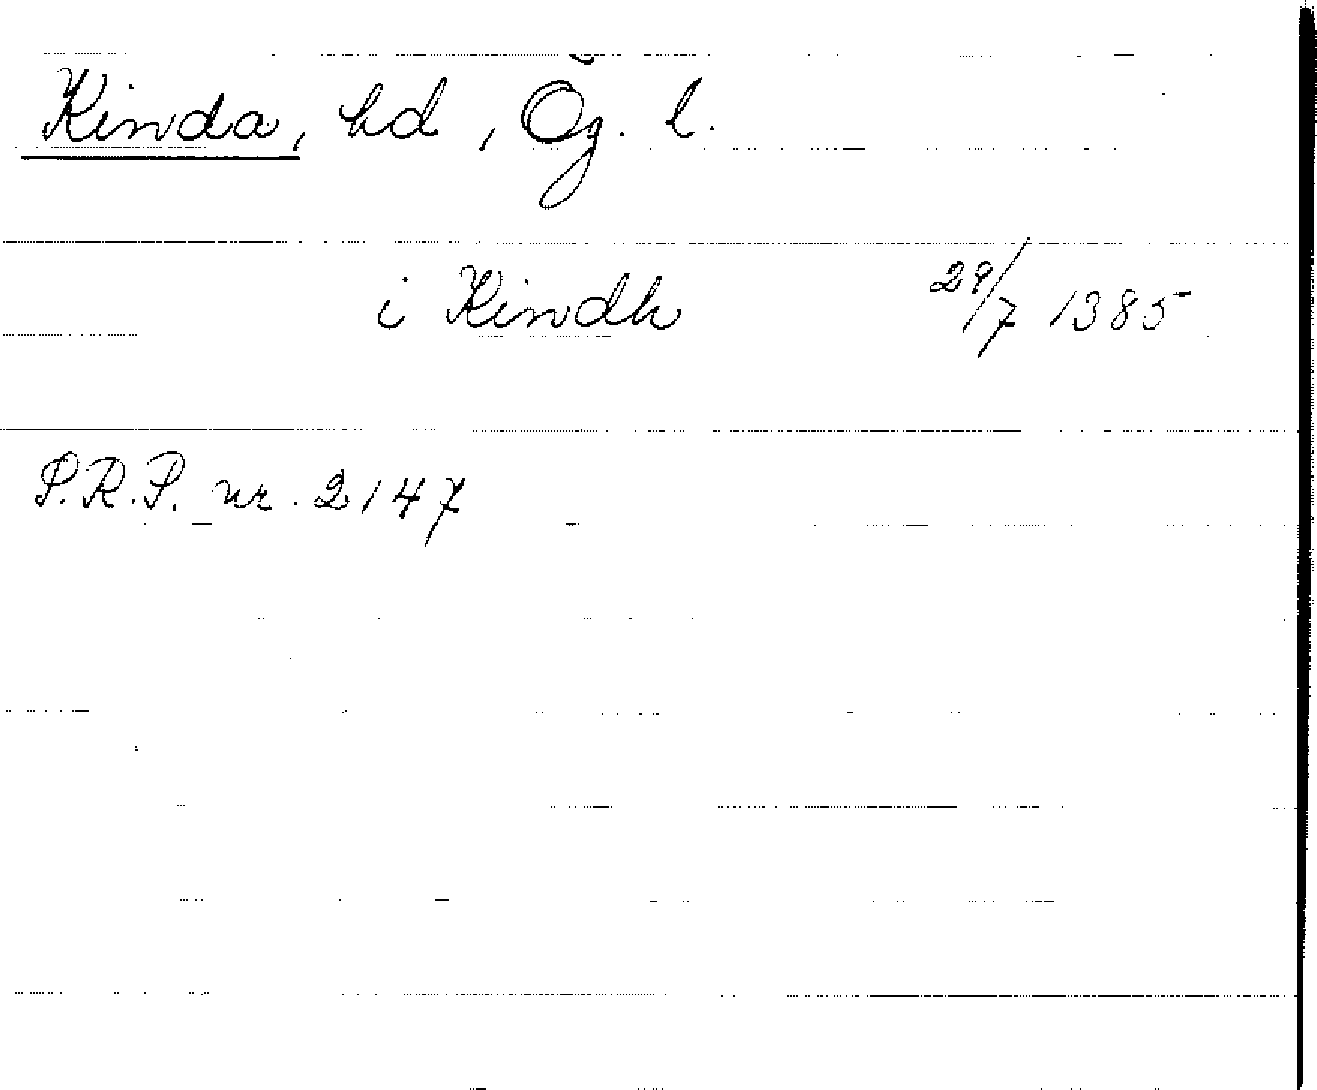 Kinda, hd, Ög. l.
i Kindh 29/7 1385
S.R.P. nr. 2147